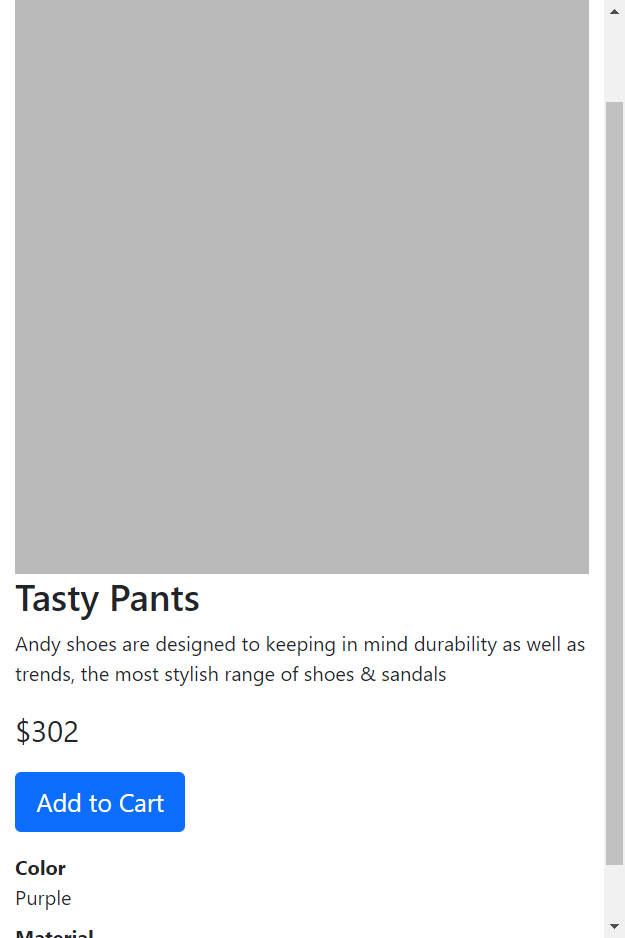 Tasty Pants
Andy shoes are designed to keeping in mind durability as well as
trends, the most stylish range of shoes & sandals
$302
Add to Cart
Color
Purple
Material